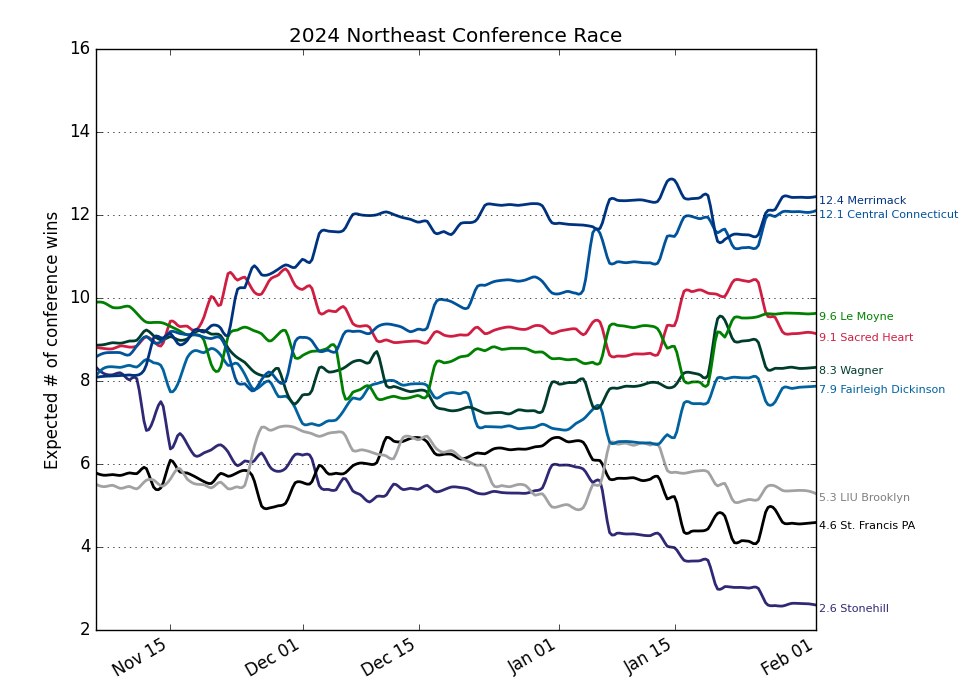 2024 Northeast Conference Race
Expected # of conference wins
16
14
12
10
8
6
4
2
12.4 Merrimack
12.1 Central Connecticut
9.6 Le Moyne
9.1 Sacred Heart
8.3 Wagner
7.9 Fairleigh Dickinson
5.3 LIU Brooklyn
4.6 St. Francis PA
2.6 Stonehill
Nov 15
Dec 01
Dec 15
Jan 01
Jan 15
Feb 01